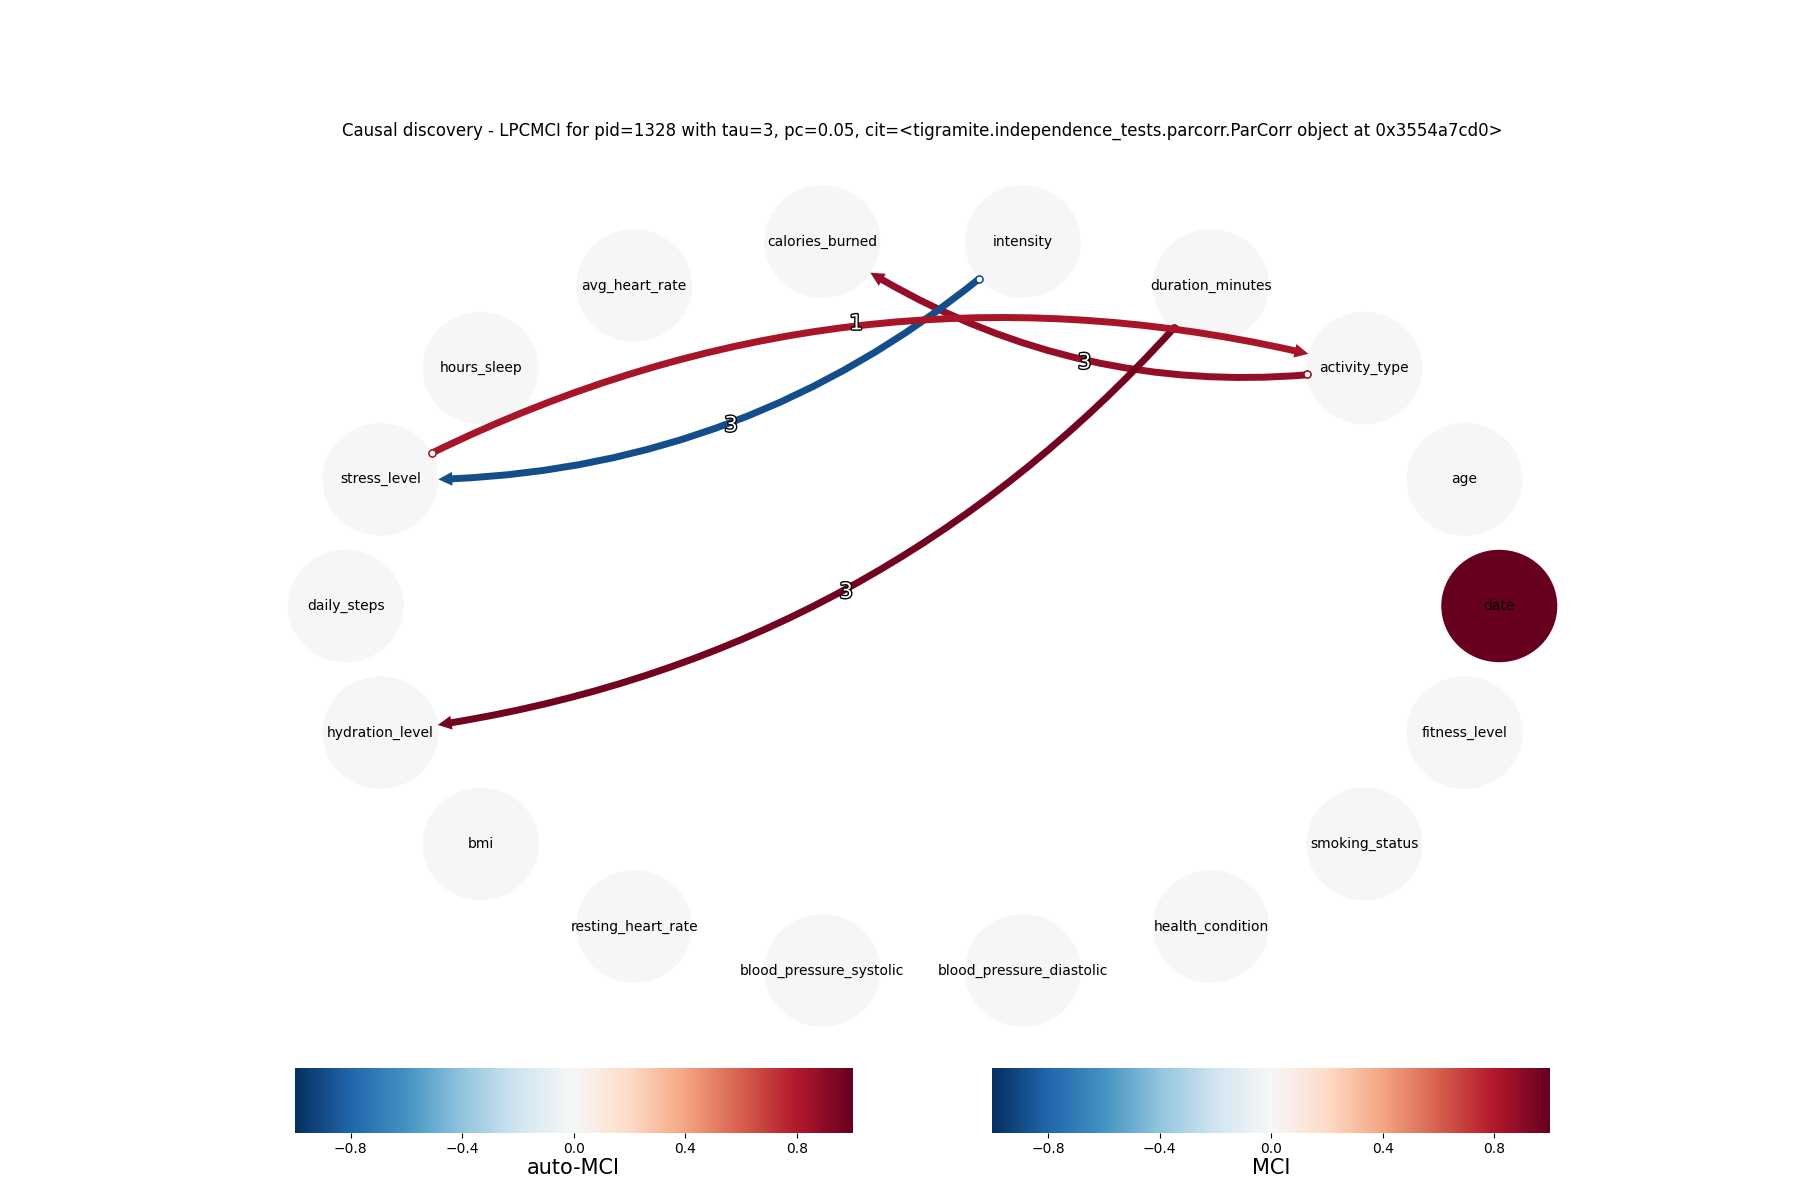 Causal discovery - LPCMCI for pid=1328 with tau=3, pc=0.05, cit=<tigramite.independence_tests.parcorr.ParCorr object at 0x3554a7cd0>
calories_burned
intensity
avg_heart_rate
duration_minutes
1
3
hours_sleep
activity_type
3
stress_level
age
3
daily_steps
date
hydration_level
fitness_level
bmi
smoking_status
resting_heart_rate
health_condition
blood_pressure_systolic
blood_pressure_diastolic
−0.8 −0.4 0.0 0.4 0.8
auto-MCI
−0.8 −0.4 0.0 0.4 0.8
MCI